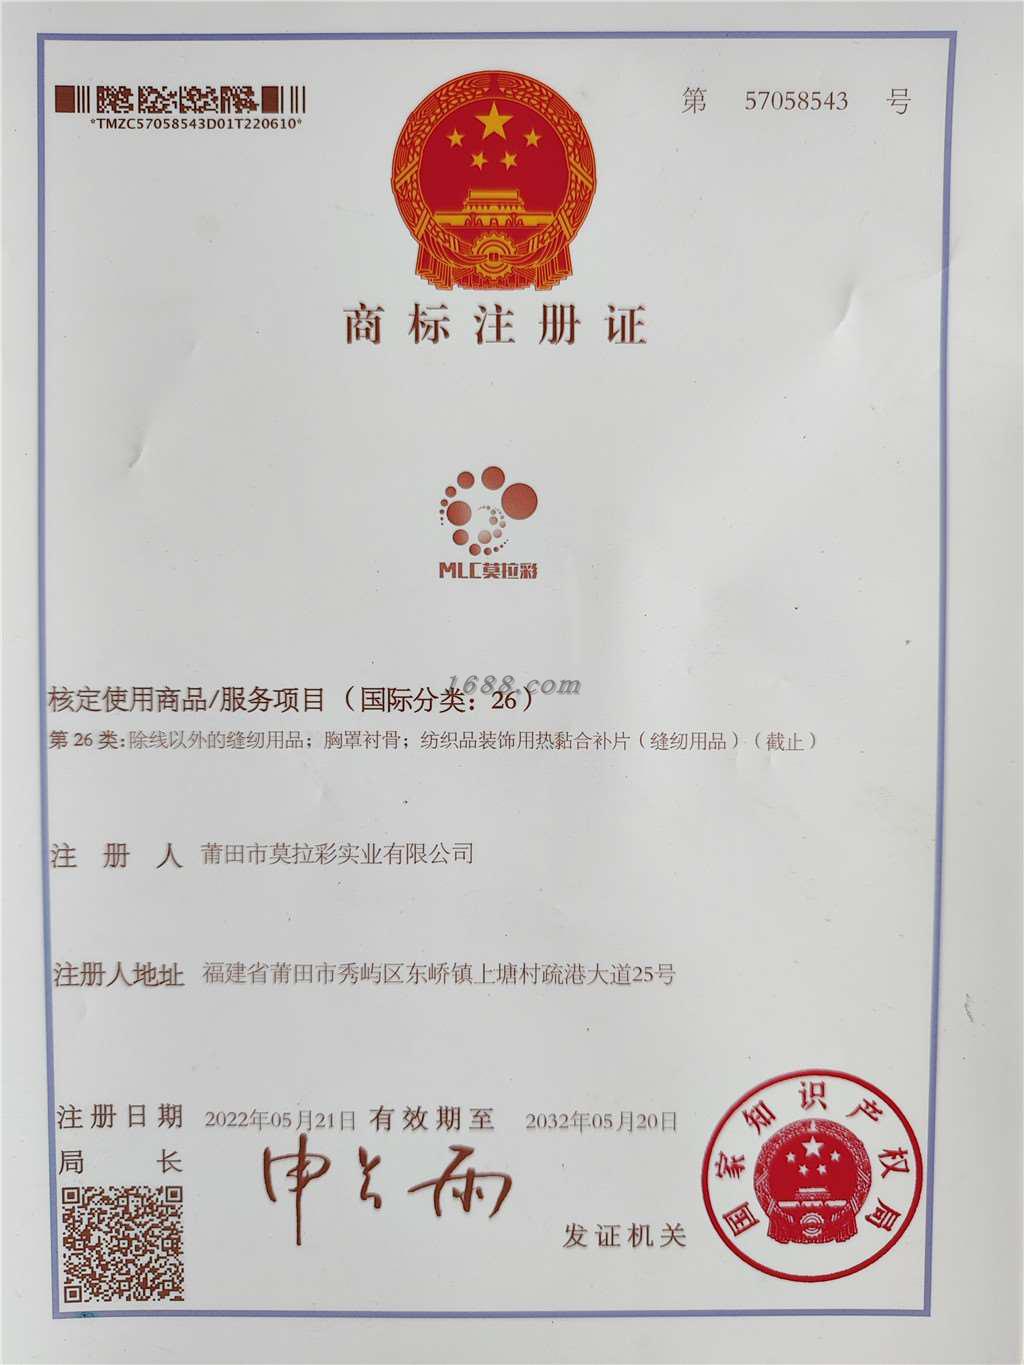 第 57058543 号
*TMZC57058543D01T220610*
商标注册证
MLC莫拉彩
1688.com
核定使用商品/服务项目（国际分类：26）
第 26 类:除线以外的缝纫用品；胸罩衬骨；纺织品装饰用热黏合补片（缝纫用品）（截止）
注 册 人 莆田市莫拉彩实业有限公司
注册人地址 福建省莆田市秀屿区东峤镇上塘村疏港大道25号
注册日期 2022年05月21日 有效期至 2032年05月20日
局 长 申长雨
发证机关
国家知识产权局